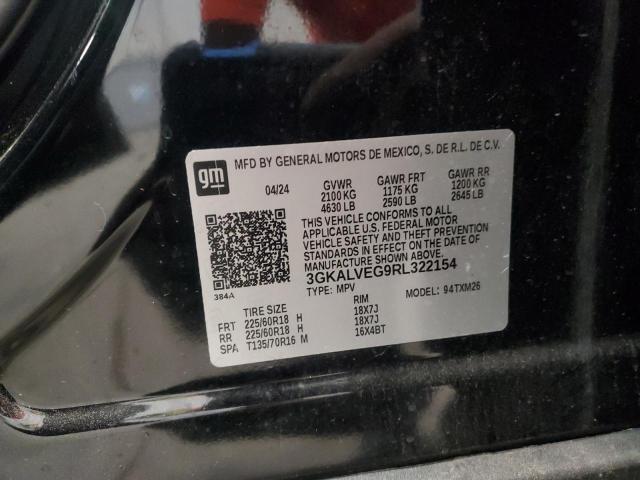 gm
MFD BY GENERAL MOTORS DE MEXICO, S. DE R.L. DE C.V.
04/24 GVWR GAWR FRT GAWR RR
2100 KG 1175 KG 1200 KG
4630 LB 2590 LB 2645 LB
THIS VEHICLE CONFORMS TO ALL
APPLICABLE U.S. FEDERAL MOTOR
VEHICLE SAFETY AND THEFT PREVENTION
STANDARDS IN EFFECT ON THE DATE OF
MANUFACTURE SHOWN ABOVE.
3GKALVEG9RL322154
384A
TYPE: MPV MODEL: 94TXM26
TIRE SIZE RIM
FRT 225/60R18 H 18X7J
RR 225/60R18 H 18X7J
SPA T135/70R16 M 16X4BT